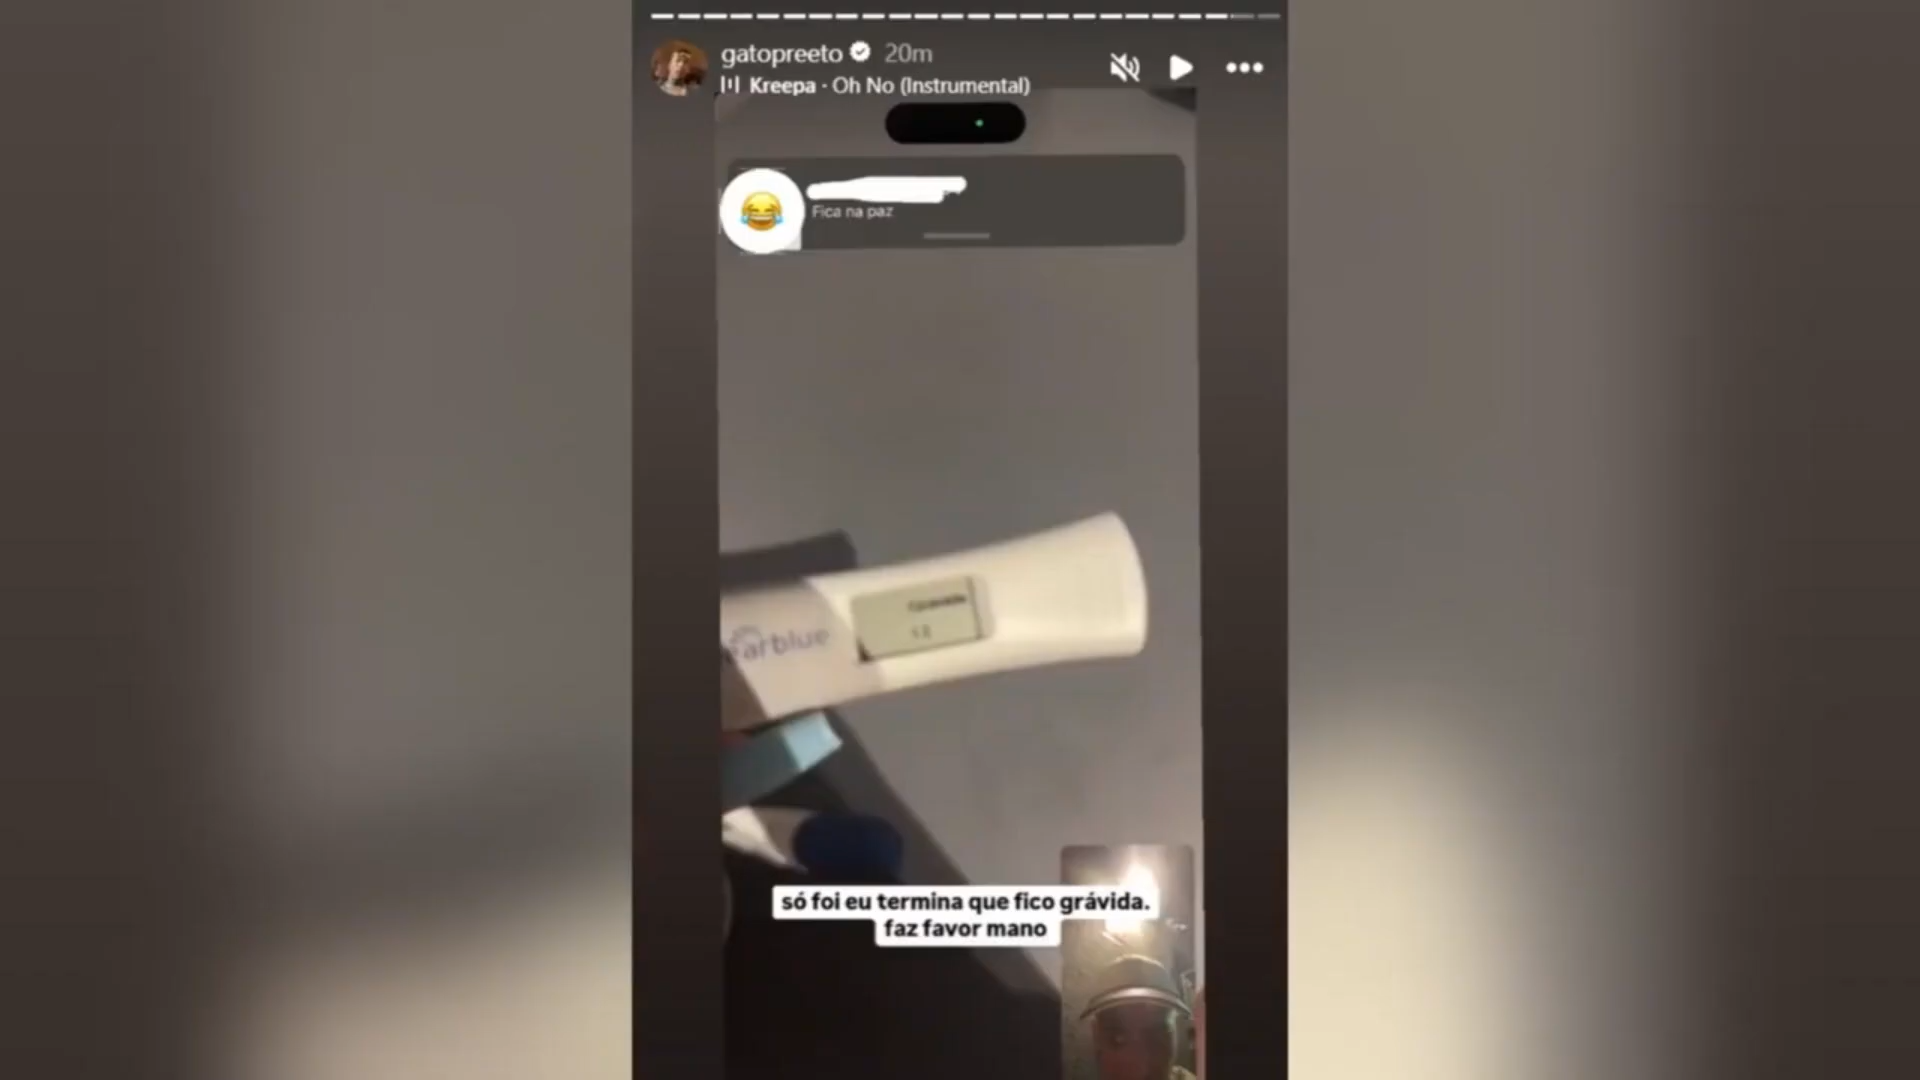 gatopreeto 20m
Kreepa · Oh No (Instrumental)
Fica na paz
earblue
só foi eu termina que fico grávida.
faz favor mano